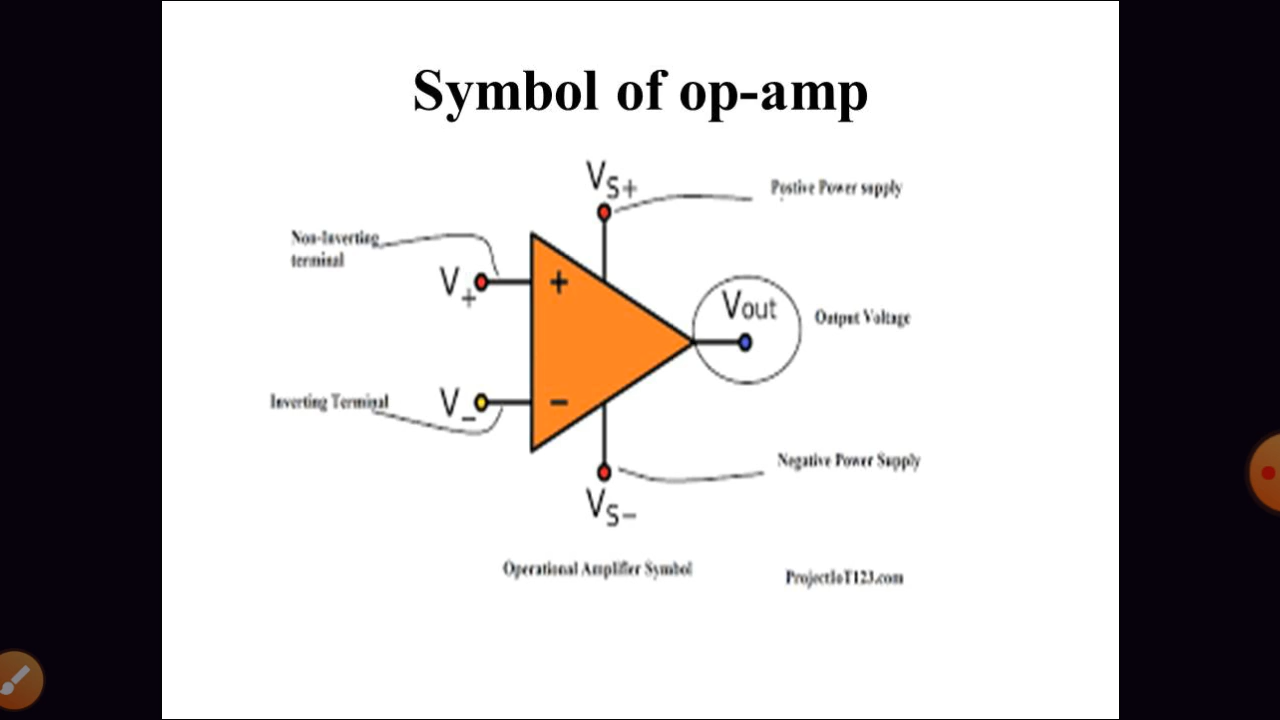 Symbol of op-amp
VS+
Postive Power supply
Non-Inverting
terminal
V+
+
Vout
Output Voltage
Inverting Terminal
V−
−
Negative Power Supply
VS−
Operational Amplifier Symbol
ProjectIoT123.com